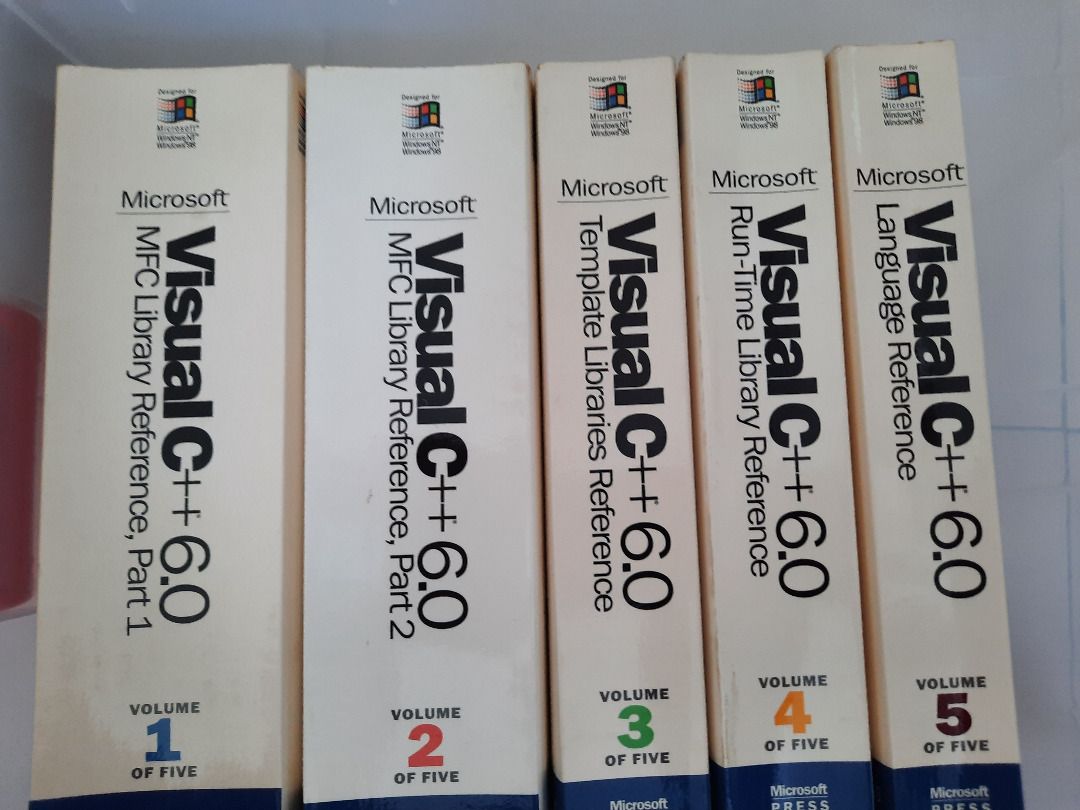 Designed for
Microsoft®
Windows NT®
Windows®98
Microsoft®
Visual C++® 6.0
MFC Library Reference, Part 1
VOLUME
1
OF FIVE
Designed for
Microsoft®
Windows NT®
Windows®98
Microsoft®
Visual C++® 6.0
MFC Library Reference, Part 2
VOLUME
2
OF FIVE
Designed for
Microsoft®
Windows NT®
Windows®98
Microsoft®
Visual C++® 6.0
Template Libraries Reference
VOLUME
3
OF FIVE
Microsoft
Designed for
Microsoft®
Windows NT®
Windows®98
Microsoft®
Visual C++® 6.0
Run-Time Library Reference
VOLUME
4
OF FIVE
Microsoft
PRESS
Designed for
Microsoft®
Windows NT®
Windows®98
Microsoft®
Visual C++® 6.0
Language Reference
VOLUME
5
OF FIVE
Microsoft
PRESS